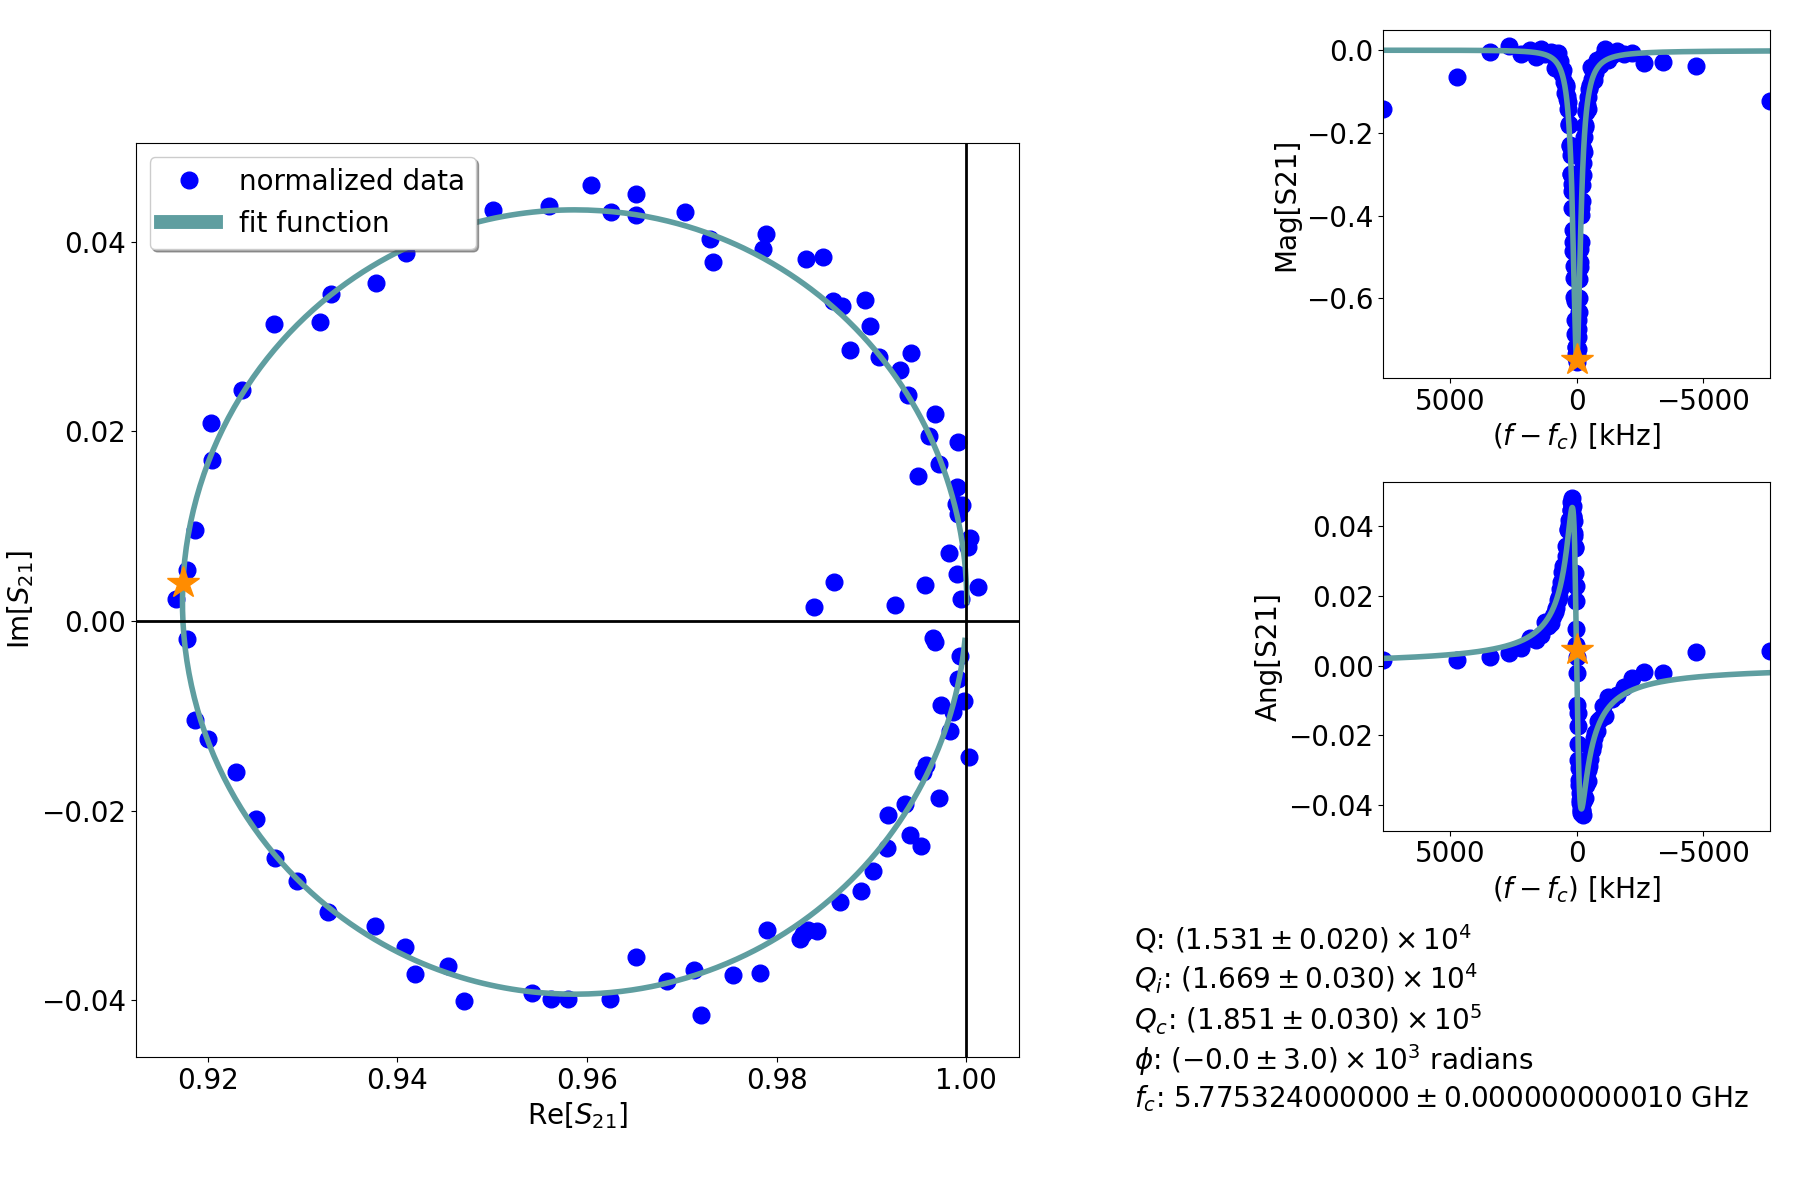 normalized data
fit function
0.04
0.02
0.00
−0.02
−0.04
Im[S21]
0.92 0.94 0.96 0.98 1.00
Re[S21]
0.0
−0.2
−0.4
−0.6
Mag[S21]
5000 0 −5000
(f − fc) [kHz]
0.04
0.02
0.00
−0.02
−0.04
Ang[S21]
5000 0 −5000
(f − fc) [kHz]
Q: (1.531 ± 0.020) × 10^4
Qi: (1.669 ± 0.030) × 10^4
Qc: (1.851 ± 0.030) × 10^5
ϕ: (−0.0 ± 3.0) × 10^3 radians
fc: 5.775324000000 ± 0.000000000010 GHz